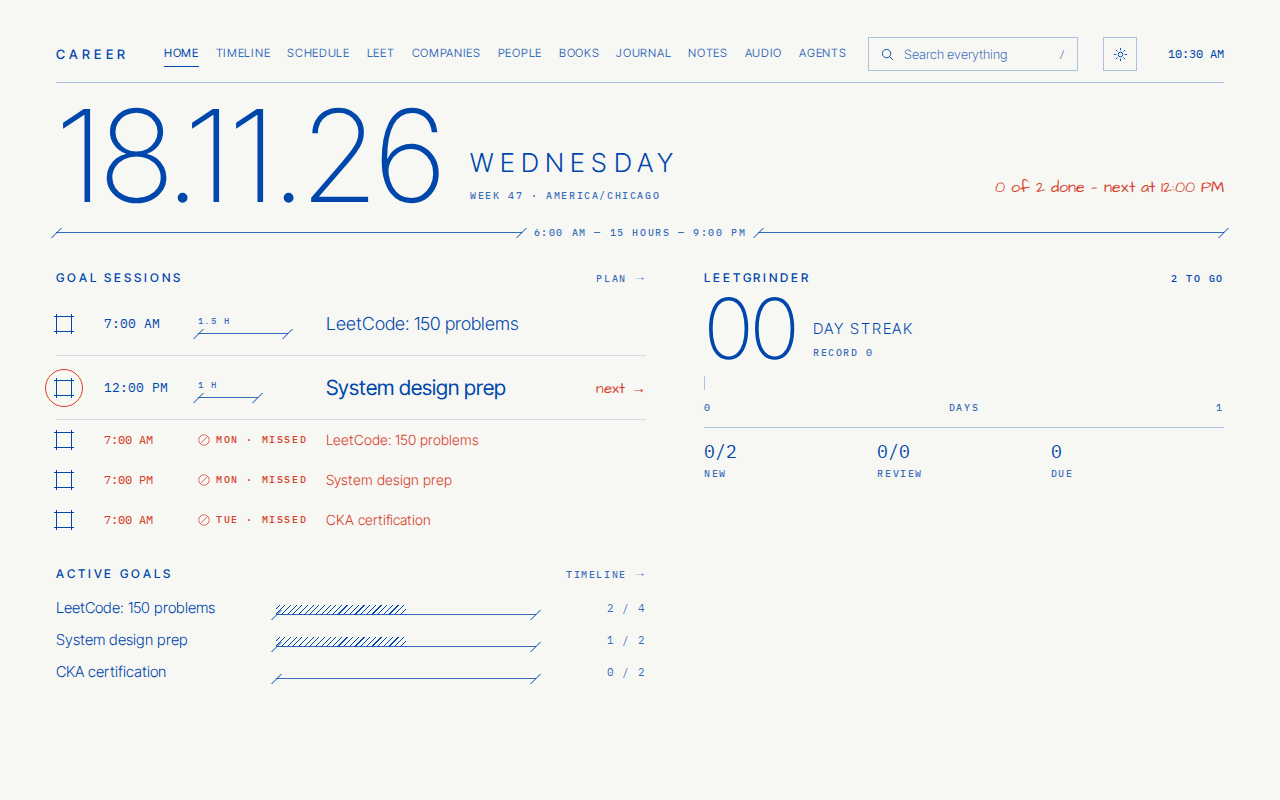 CAREER HOME TIMELINE SCHEDULE LEET COMPANIES PEOPLE BOOKS JOURNAL NOTES AUDIO AGENTS Search everything / 10:30 AM
18.11.26 WEDNESDAY
WEEK 47 · AMERICA/CHICAGO
0 of 2 done - next at 12:00 PM
6:00 AM — 15 HOURS — 9:00 PM
GOAL SESSIONS PLAN →
7:00 AM 1.5 H LeetCode: 150 problems
12:00 PM 1 H System design prep next →
7:00 AM MON · MISSED LeetCode: 150 problems
7:00 PM MON · MISSED System design prep
7:00 AM TUE · MISSED CKA certification
ACTIVE GOALS TIMELINE →
LeetCode: 150 problems 2 / 4
System design prep 1 / 2
CKA certification 0 / 2
LEETGRINDER 2 TO GO
00 DAY STREAK
RECORD 0
0 DAYS 1
0/2 0/0 0
NEW REVIEW DUE